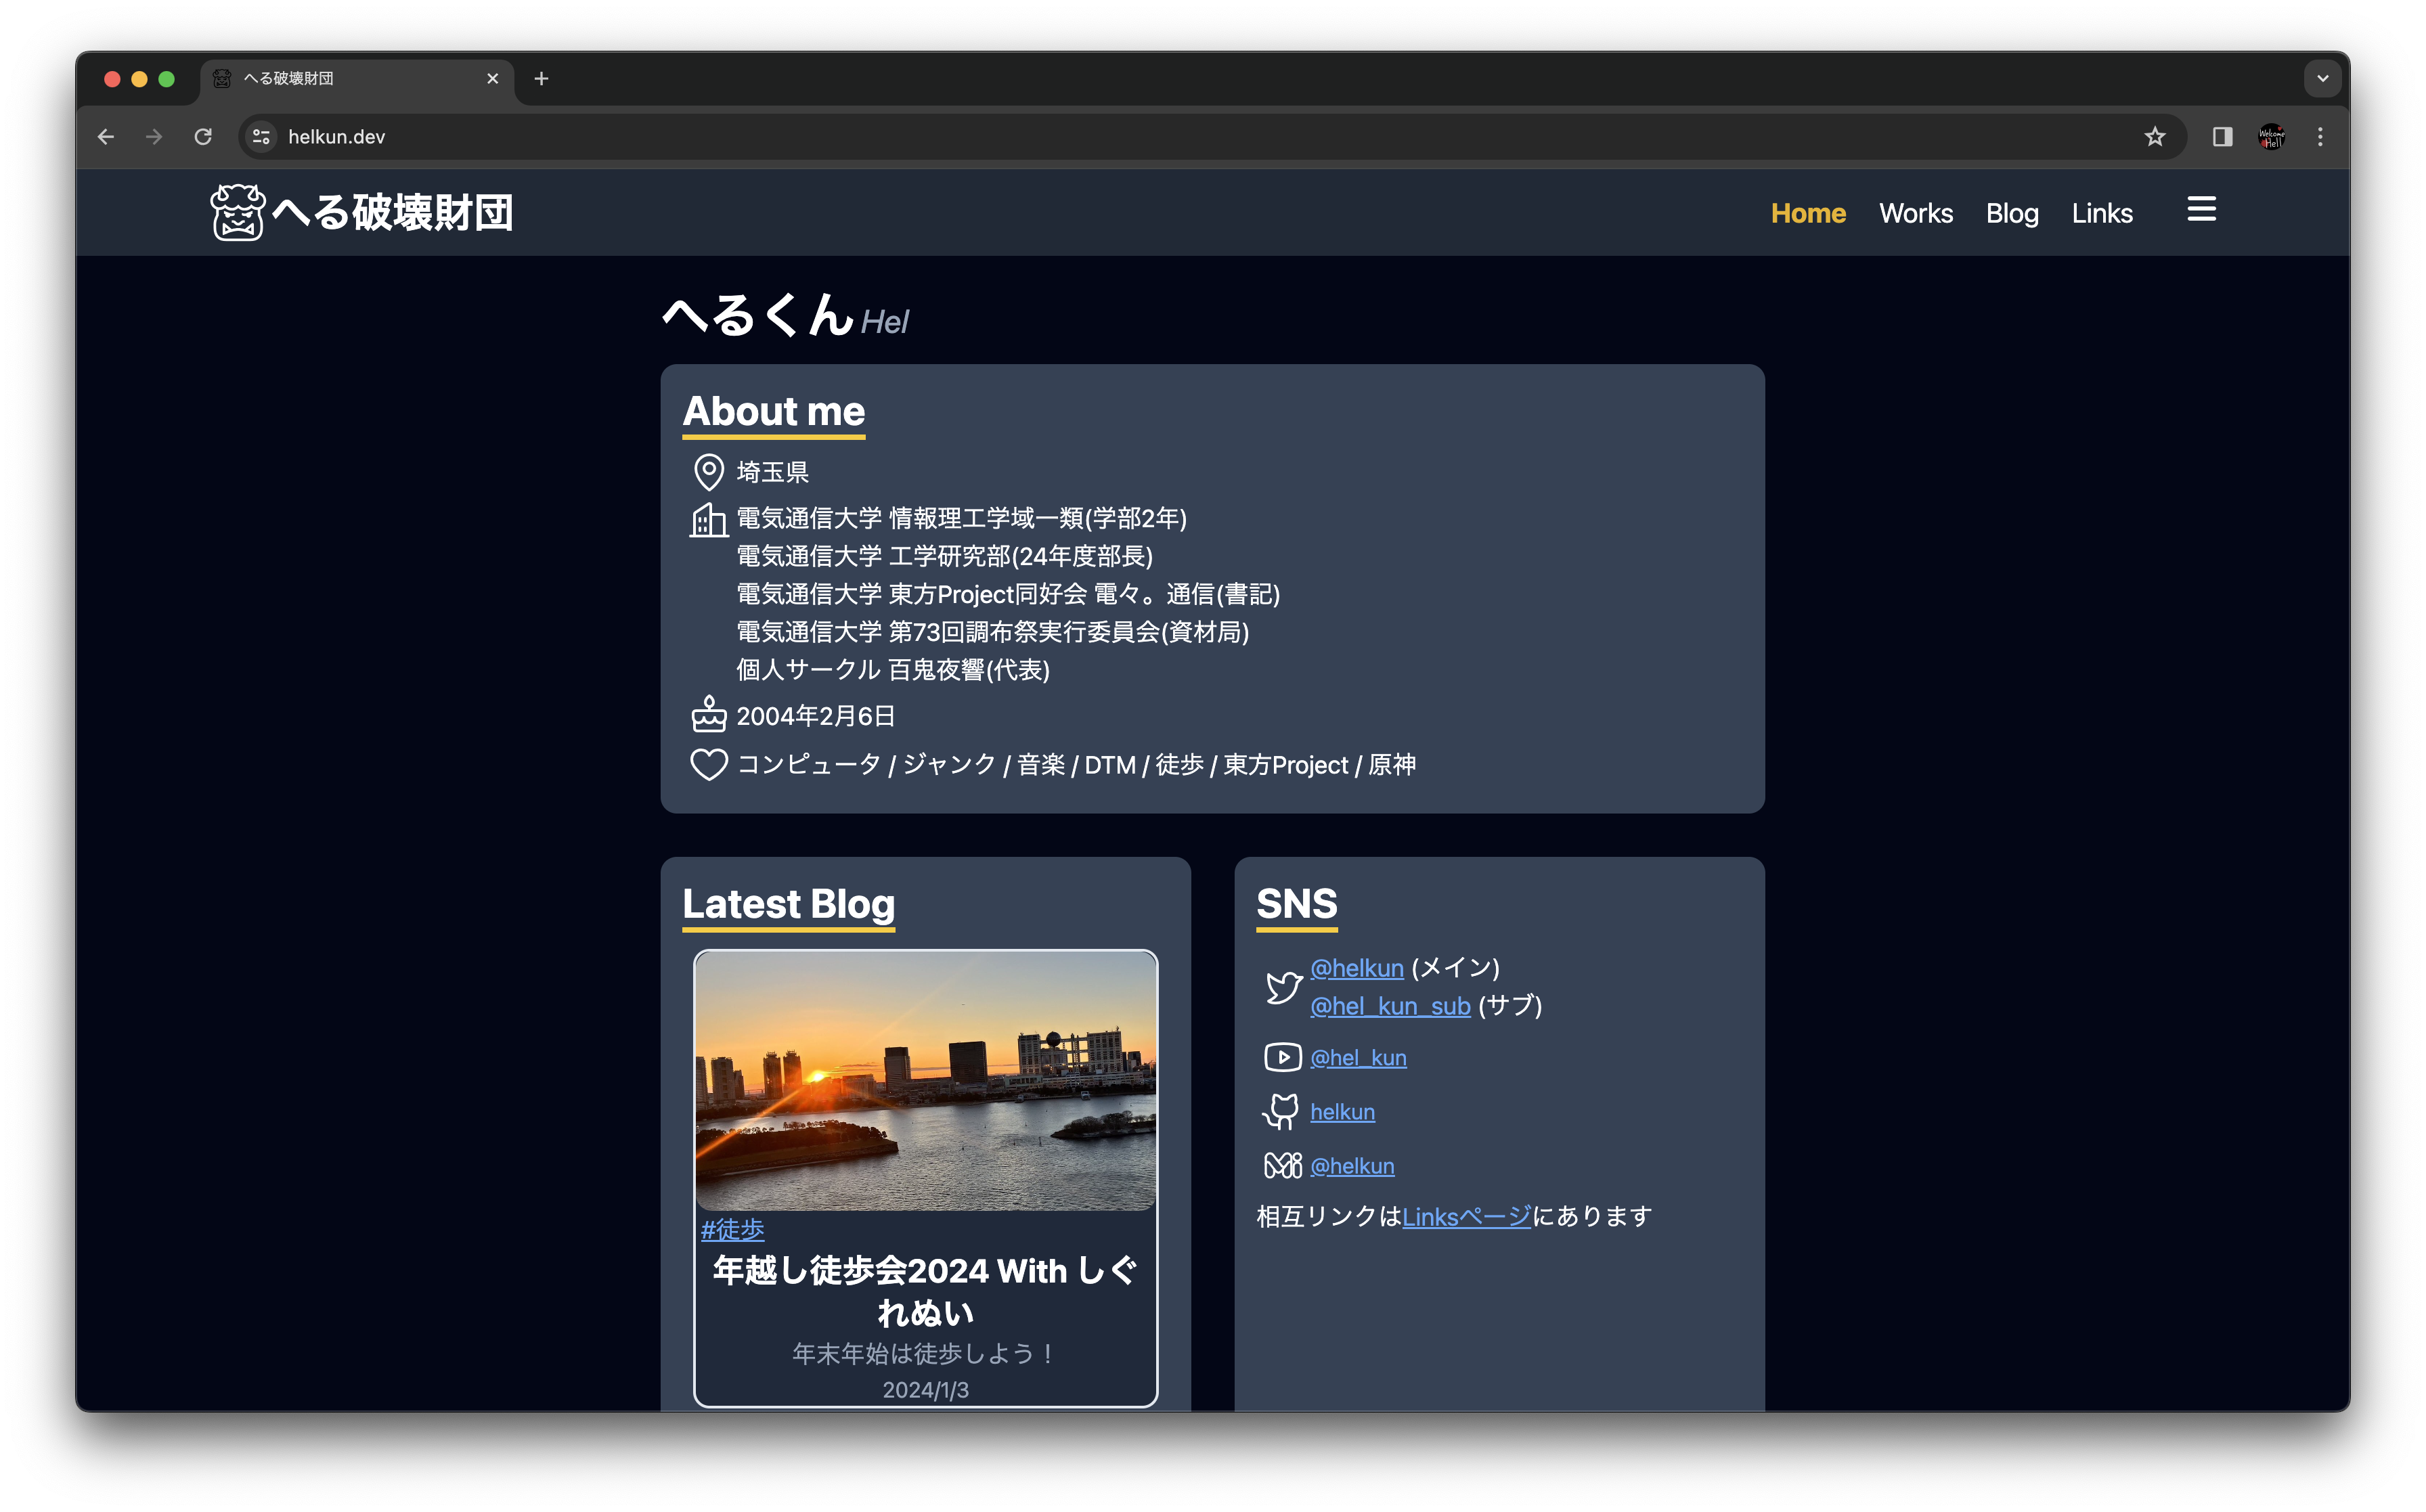 へる破壊財団
helkun.dev
Welcome
Hell
へる破壊財団
Home Works Blog Links
へるくん Hel
About me
埼玉県
電気通信大学 情報理工学域一類(学部2年)
電気通信大学 工学研究部(24年度部長)
電気通信大学 東方Project同好会 電々。通信(書記)
電気通信大学 第73回調布祭実行委員会(資材局)
個人サークル 百鬼夜響(代表)
2004年2月6日
コンピュータ / ジャンク / 音楽 / DTM / 徒歩 / 東方Project / 原神
Latest Blog
#徒歩
年越し徒歩会2024 With しぐ
れぬい
年末年始は徒歩しよう！
2024/1/3
SNS
@helkun (メイン)
@hel_kun_sub (サブ)
@hel_kun
helkun
@helkun
相互リンクはLinksページにあります